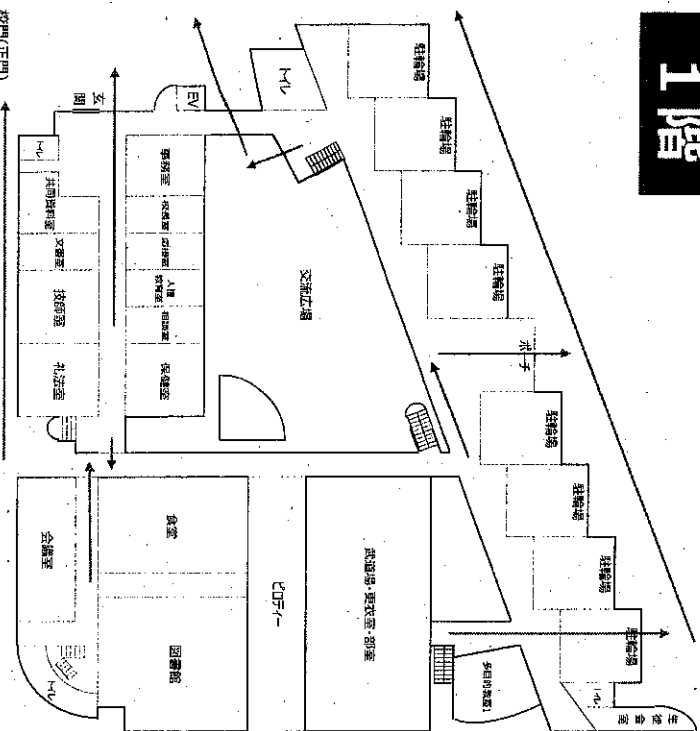 1階
駐輪場
駐輪場
駐輪場
駐輪場
ポーチ
駐輪場
駐輪場
駐輪場
駐輪場
トイレ
生徒会室
トイレ
EV
玄関
校門(正門)
事務室
校長室
応接室
人権
教育室
相談室
保健室
交流広場
トイレ
共同資料室
文書室
技師室
礼法室
食堂
図書館
会議室
トイレ
ピロティー
武道場・更衣室・部室
多目的教室1